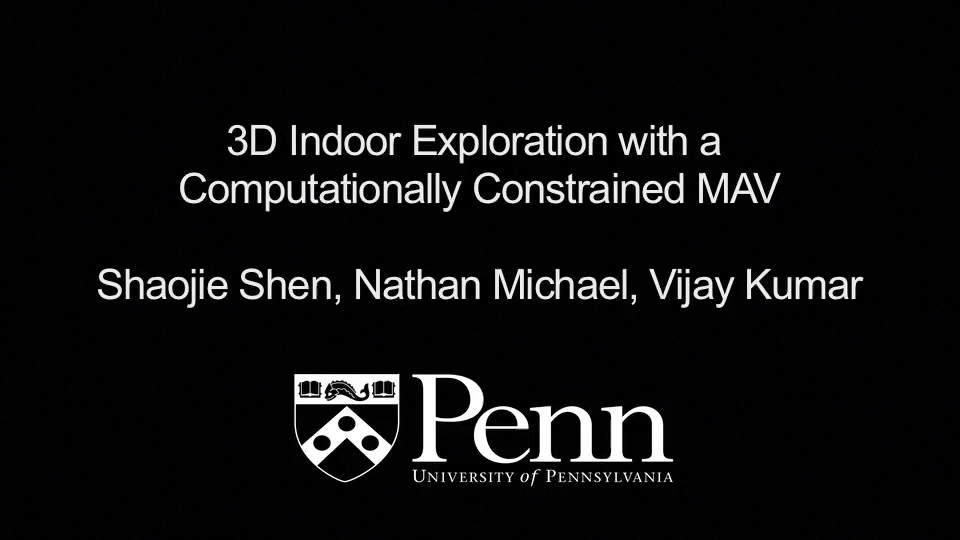 3D Indoor Exploration with a
Computationally Constrained MAV
Shaojie Shen, Nathan Michael, Vijay Kumar
Penn
UNIVERSITY of PENNSYLVANIA